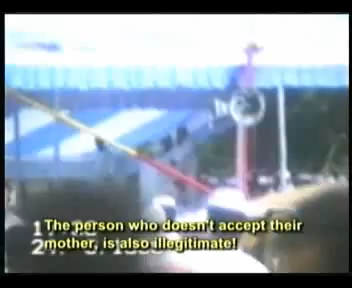 The person who doesn't accept their
mother, is also illegitimate!